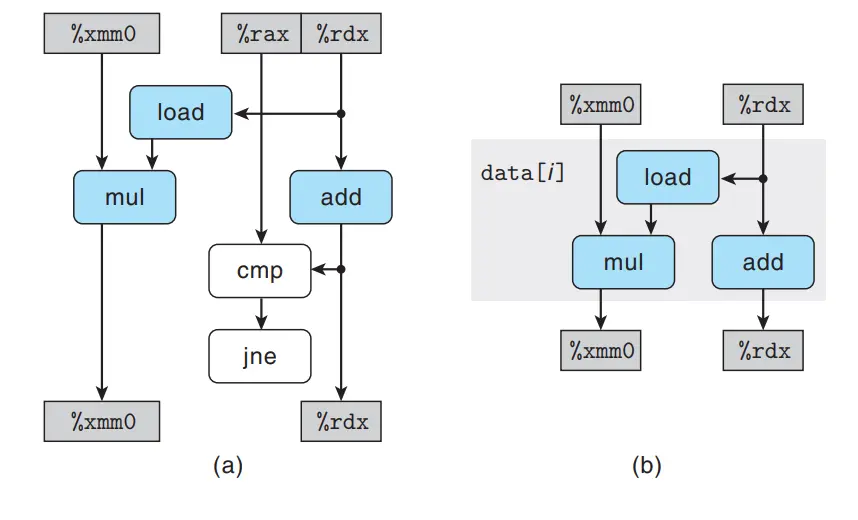 %xmm0 %rax %rdx
load
mul add
cmp
jne
%xmm0 %rdx
(a)
%xmm0 %rdx
data[i] load
mul add
%xmm0 %rdx
(b)